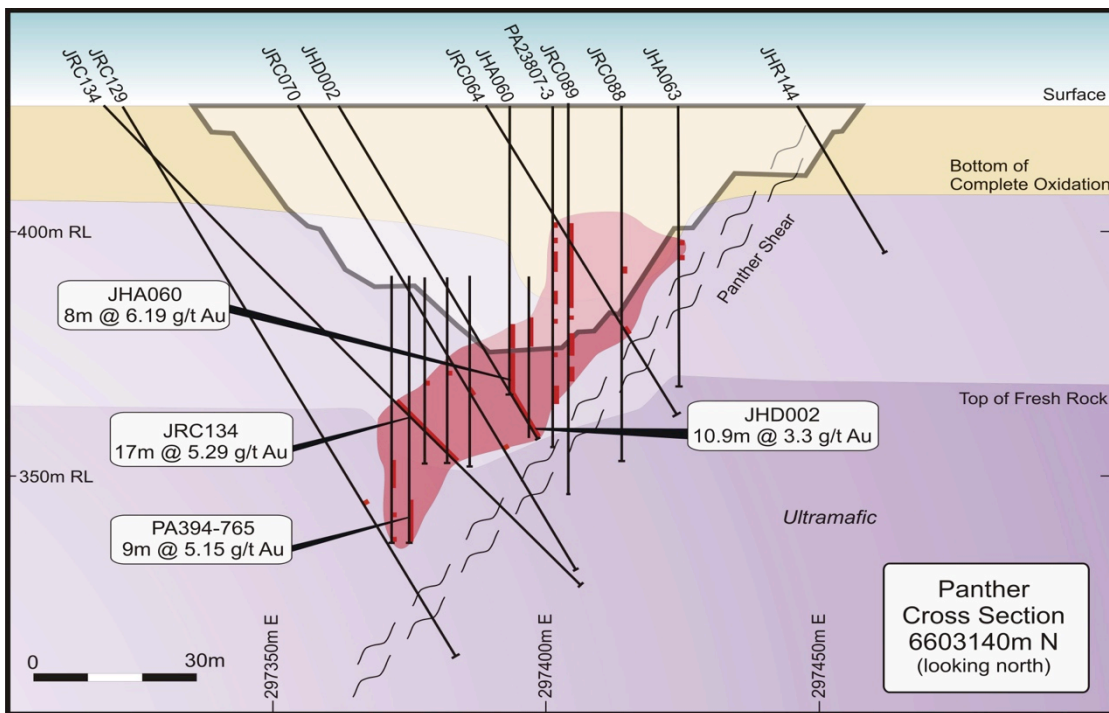 JRC134
JRC129
JRC070
JHD002
JRC064
JHA060
PA23807-3
JRC089
JRC088
JHA063
JHR144
Surface
Bottom of
Complete Oxidation
400m RL
Panther Shear
JHA060
8m @ 6.19 g/t Au
Top of Fresh Rock
JHD002
10.9m @ 3.3 g/t Au
JRC134
17m @ 5.29 g/t Au
350m RL
PA394-765
9m @ 5.15 g/t Au
Ultramafic
Panther
Cross Section
6603140m N
(looking north)
0 30m
297350m E
297400m E
297450m E